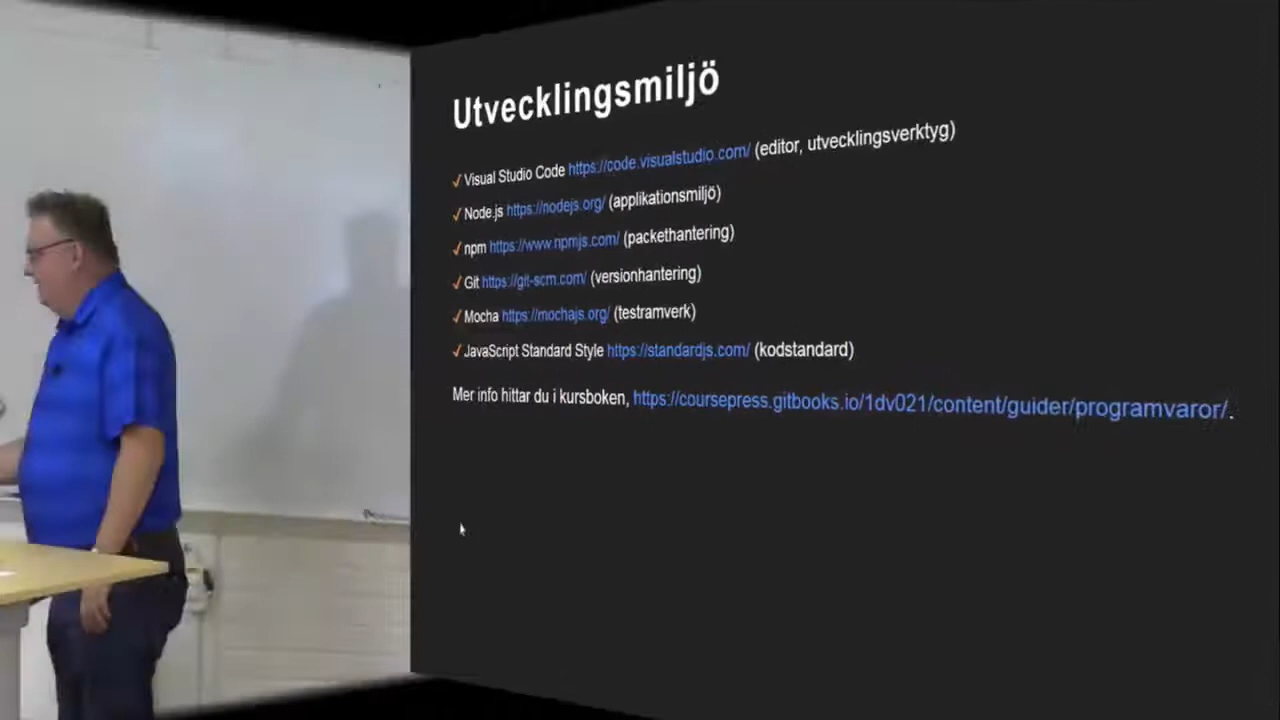 Utvecklingsmiljö
✓ Visual Studio Code https://code.visualstudio.com/ (editor, utvecklingsverktyg)
✓ Node.js https://nodejs.org/ (applikationsmiljö)
✓ npm https://www.npmjs.com/ (packethantering)
✓ Git https://git-scm.com/ (versionhantering)
✓ Mocha https://mochajs.org/ (testramverk)
✓ JavaScript Standard Style https://standardjs.com/ (kodstandard)
Mer info hittar du i kursboken, https://coursepress.gitbooks.io/1dv021/content/guider/programvaror/.